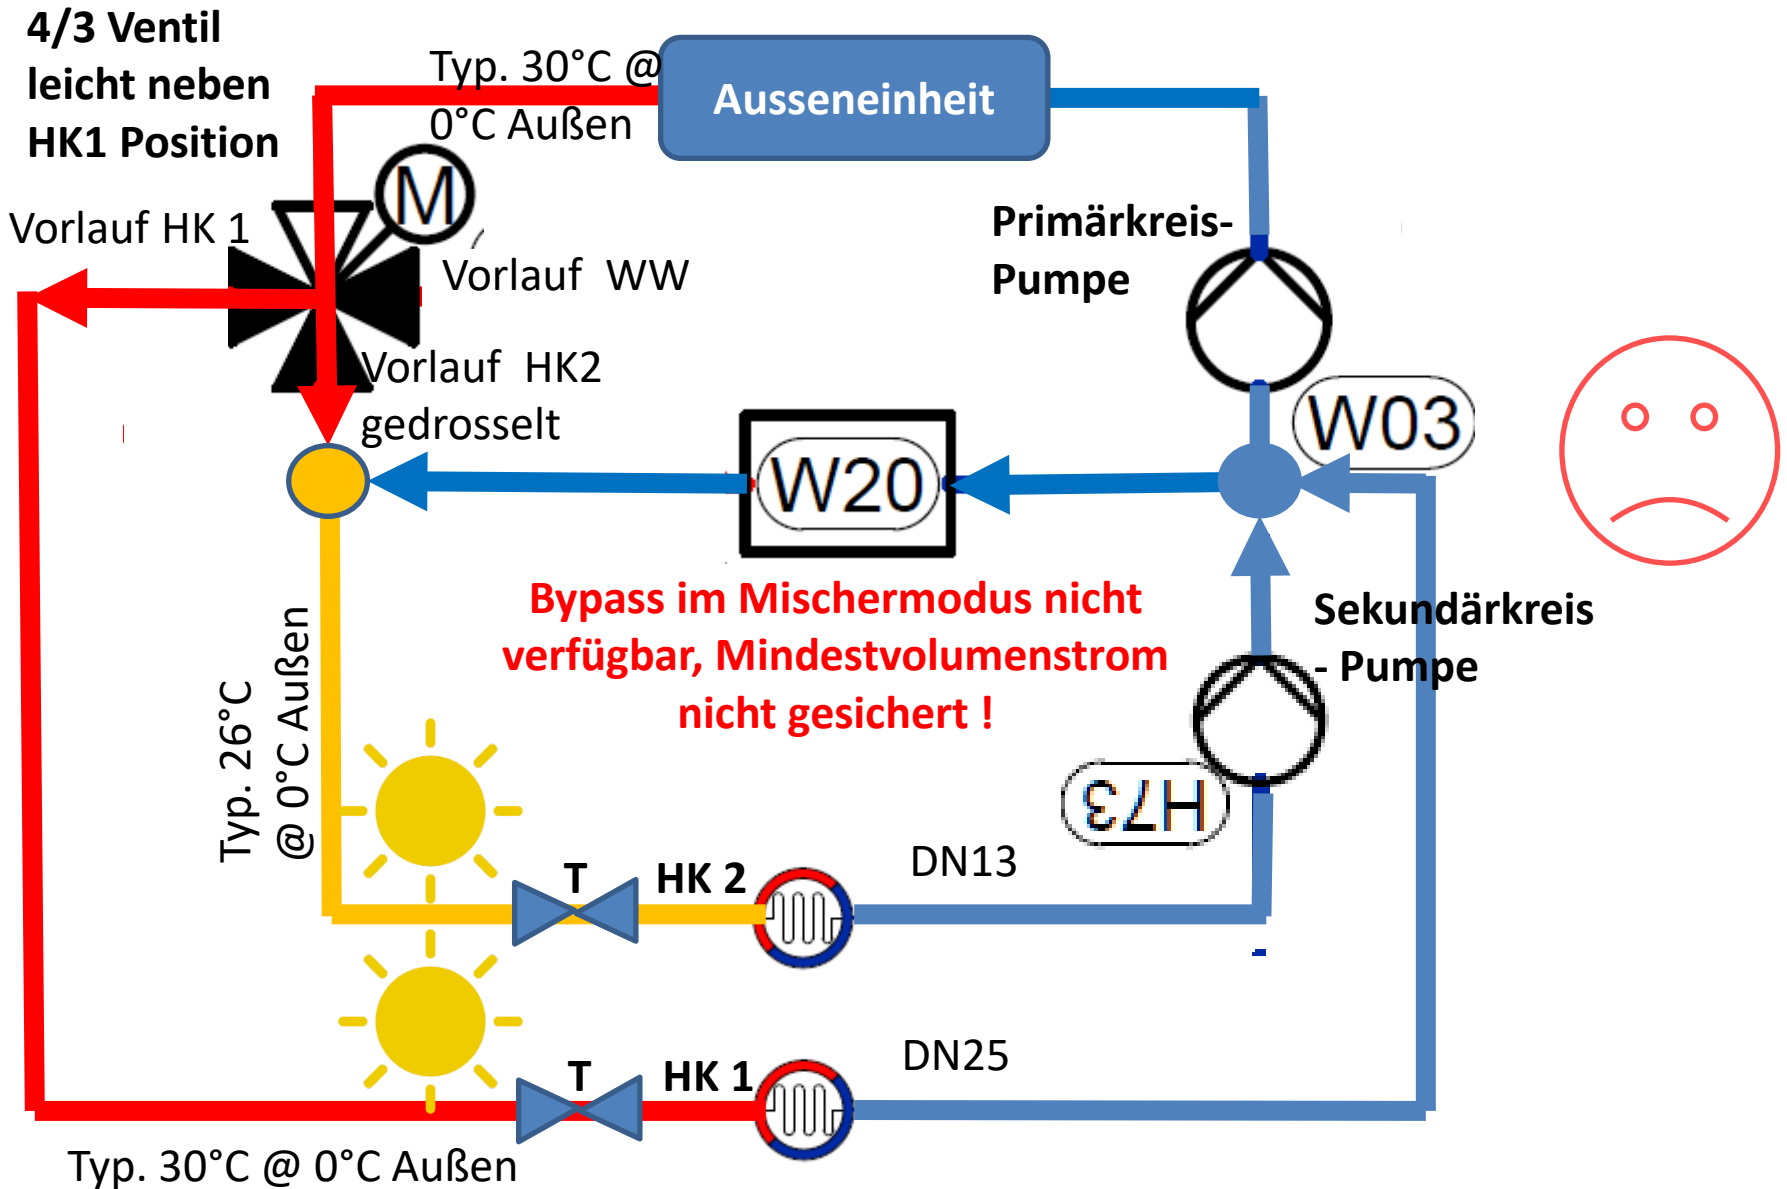 4/3 Ventil
leicht neben
HK1 Position
Typ. 30°C @
0°C Außen
Ausseneinheit
M
Vorlauf HK 1
Vorlauf WW
Primärkreis-
Pumpe
Vorlauf HK2
gedrosselt
W20
W03
Bypass im Mischermodus nicht
verfügbar, Mindestvolumenstrom
nicht gesichert !
Sekundärkreis
- Pumpe
Typ. 26°C
@ 0°C Außen
H73
T
HK 2
DN13
T
HK 1
DN25
Typ. 30°C @ 0°C Außen